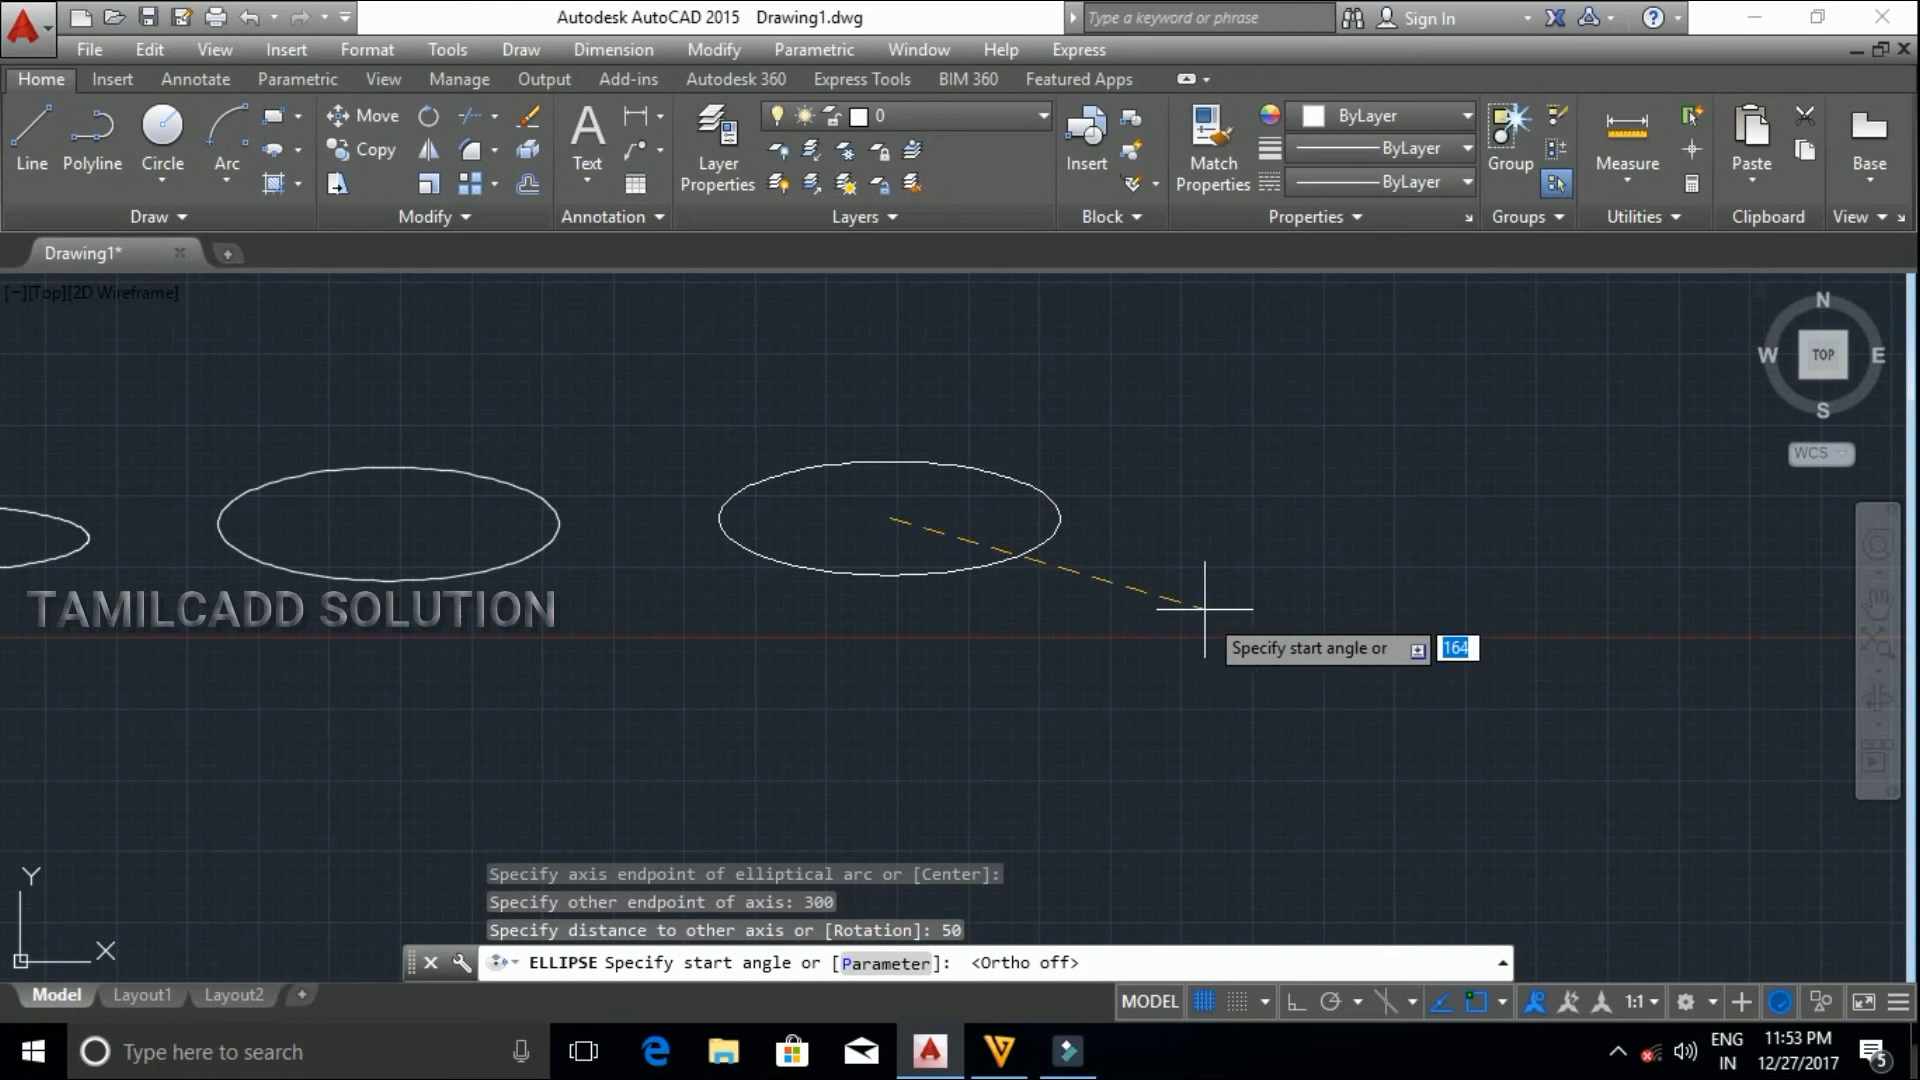 Autodesk AutoCAD 2015 Drawing1.dwg
Type a keyword or phrase
Sign In
File Edit View Insert Format Tools Draw Dimension Modify Parametric Window Help Express
Home Insert Annotate Parametric View Manage Output Add-ins Autodesk 360 Express Tools BIM 360 Featured Apps
Line Polyline Circle Arc
Move
Copy
Text
Layer
Properties
0
Insert
Match
Properties
ByLayer
ByLayer
ByLayer
Group
Measure
Paste
Base
Draw Modify Annotation Layers Block Properties Groups Utilities Clipboard View
Drawing1*
[−][Top][2D Wireframe]
N
W TOP E
S
WCS
TAMILCADD SOLUTION
Specify start angle or 164
Specify axis endpoint of elliptical arc or [Center]:
Specify other endpoint of axis: 300
Specify distance to other axis or [Rotation]: 50
ELLIPSE Specify start angle or [Parameter]: <Ortho off>
Y
X
Model Layout1 Layout2
MODEL 1:1
Type here to search
ENG
IN
11:53 PM
12/27/2017
5